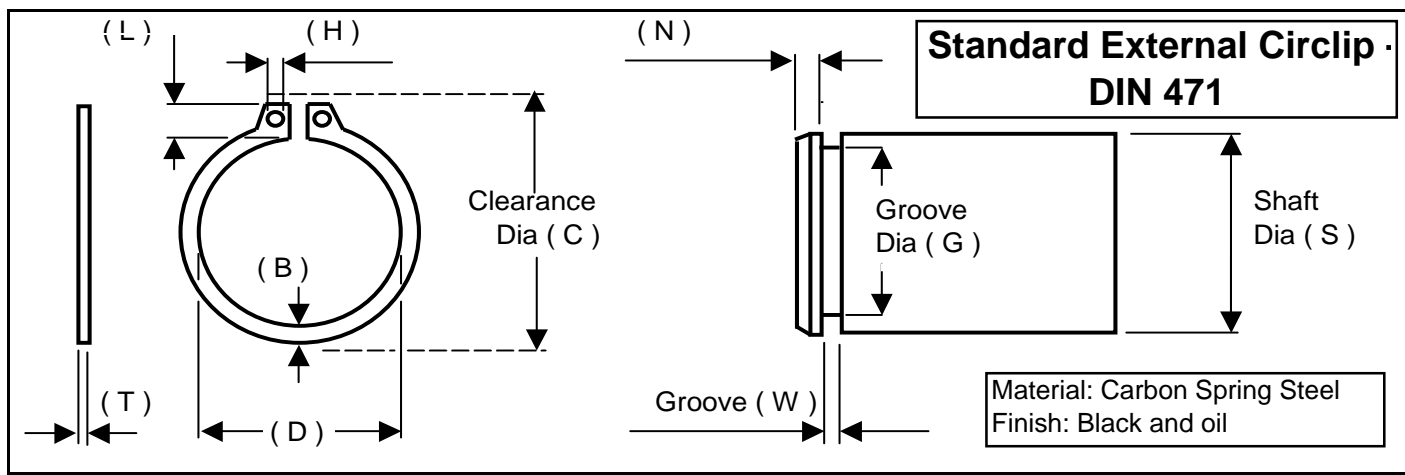 ( L )
( H )
( N )
Standard External Circlip -
DIN 471
Clearance
Dia ( C )
Groove
Dia ( G )
Shaft
Dia ( S )
( B )
( T )
( D )
Groove ( W )
Material: Carbon Spring Steel
Finish: Black and oil